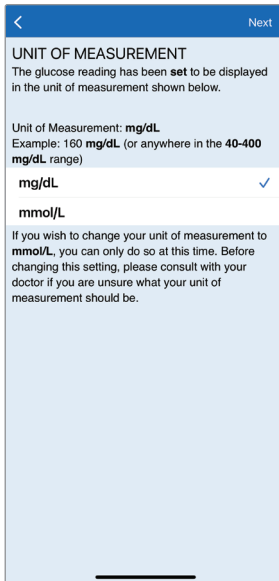 Next
UNIT OF MEASUREMENT
The glucose reading has been set to be displayed
in the unit of measurement shown below.
Unit of Measurement: mg/dL
Example: 160 mg/dL (or anywhere in the 40-400
mg/dL range)
mg/dL
mmol/L
If you wish to change your unit of measurement to
mmol/L, you can only do so at this time. Before
changing this setting, please consult with your
doctor if you are unsure what your unit of
measurement should be.